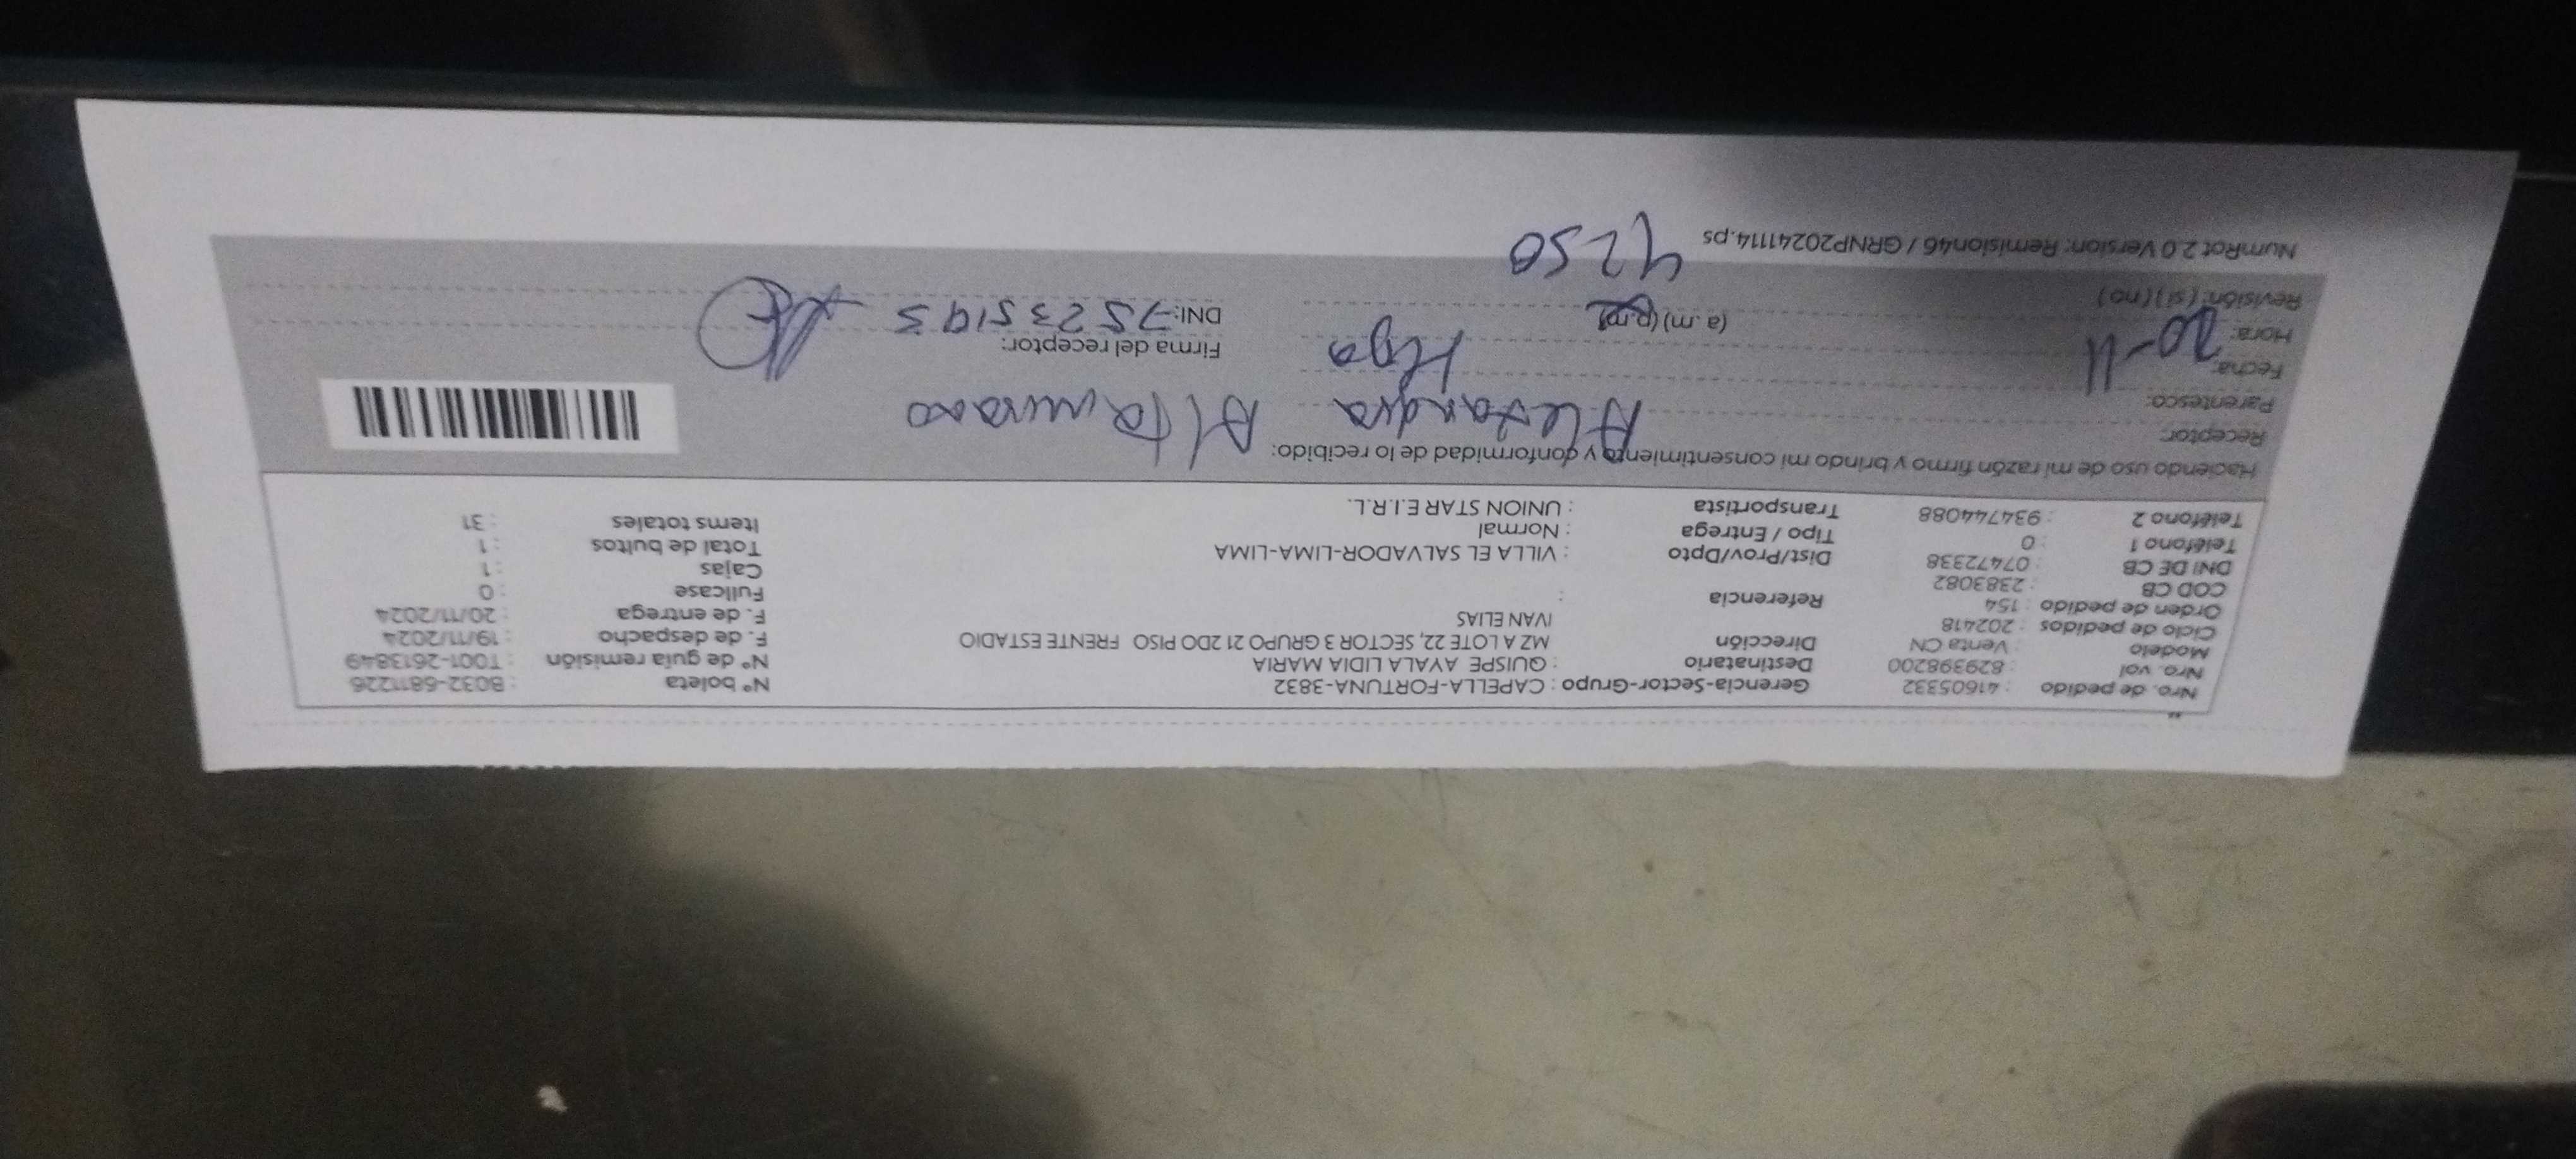 Nro. de pedido : 41605332 Gerencia-Sector-Grupo : CAPELLA-FORTUNA-3832 N° boleta : B032-6811226
Nro. vol : 829398200 Destinatario : QUISPE AYALA LIDIA MARIA N° de guía remisión : T001-2613849
Modelo : Venta CN Dirección MZ A LOTE 22, SECTOR 3 GRUPO 21 2DO PISO FRENTE ESTADIO F. de despacho : 19/11/2024
Ciclo de pedidos : 202418 IVAN ELIAS F. de entrega : 20/11/2024
Orden de pedido : 154 Referencia : Fullcase : 0
COD CB : 2383082 Cajas : 1
DNI DE CB : 07472338 Dist/Prov/Dpto : VILLA EL SALVADOR-LIMA-LIMA Total de bultos : 1
Teléfono 1 : 0 Tipo / Entrega : Normal Items totales : 31
Teléfono 2 : 934744088 Transportista : UNION STAR E.I.R.L.
Haciendo uso de mi razón firmo y brindo mi consentimiento y conformidad de lo recibido:
Receptor: Alexandra Altamirano
Parentesco: Hija
Fecha: 20-11 Firma del receptor:
Hora: (a.m) (p.m) DNI: 75235193
Revisión: (si) (no) 4250
NumRot 2.0 Version: Remision46 / GRNP20241114.ps